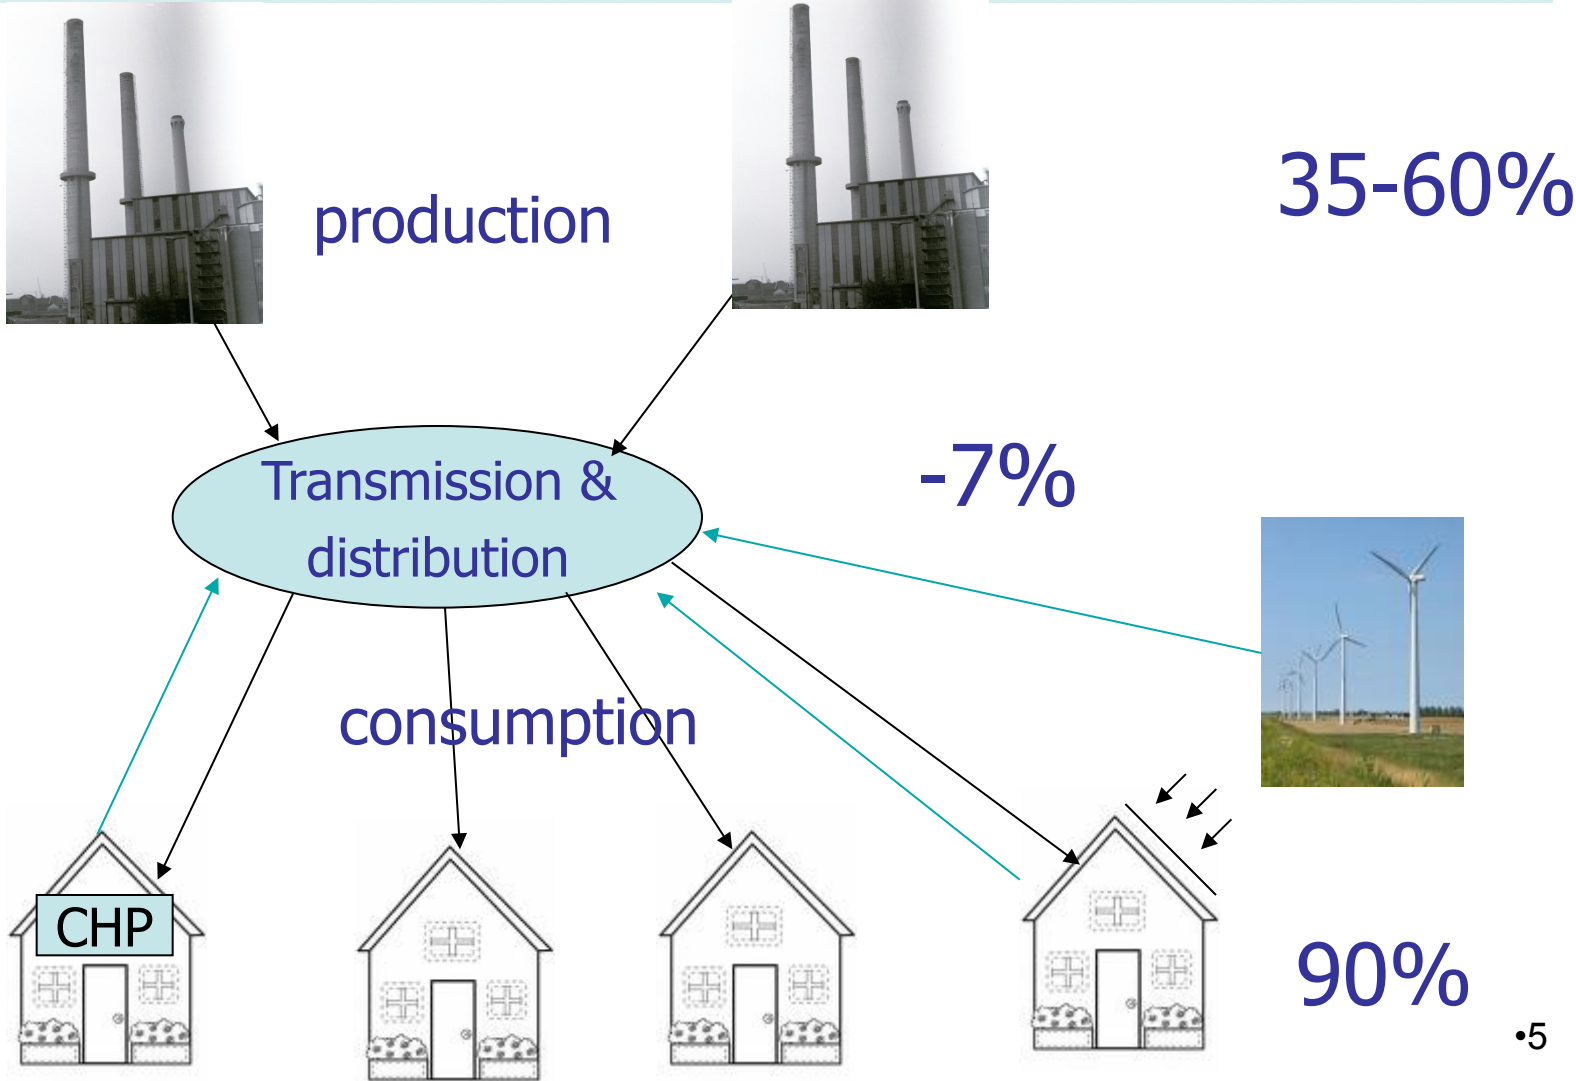 production
35-60%
Transmission &
distribution
-7%
consumption
CHP
90%
•5